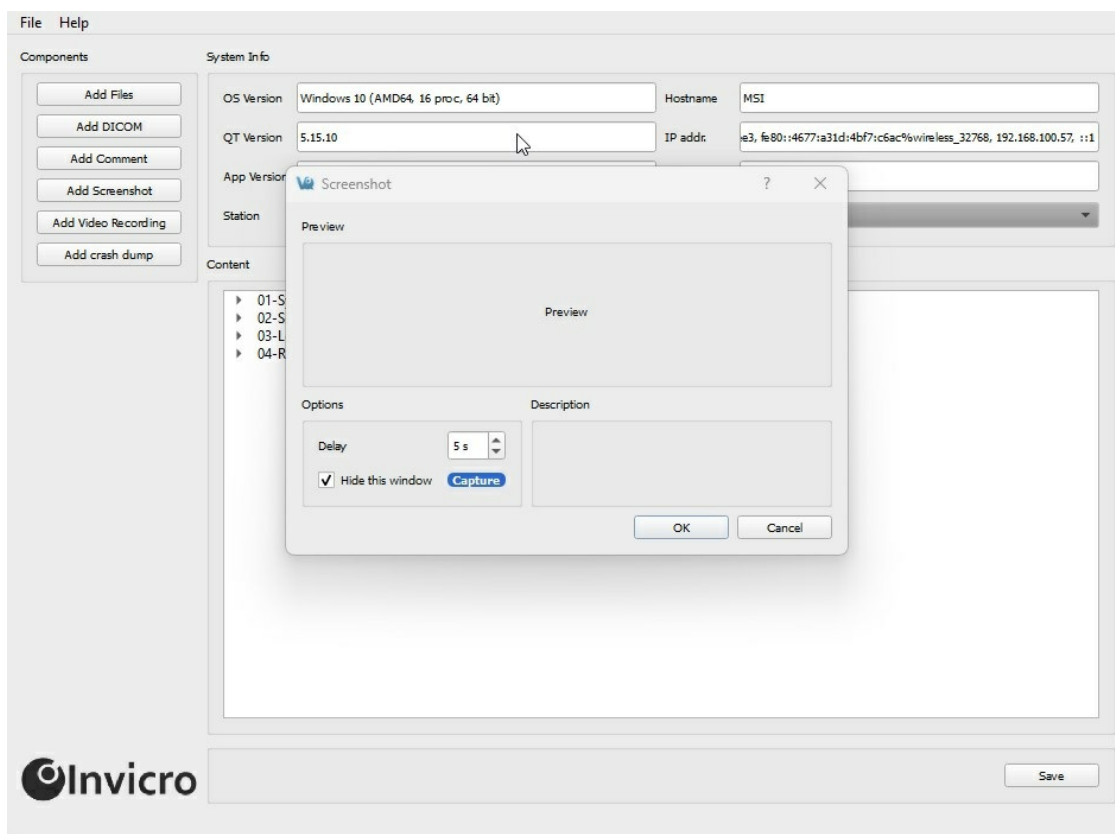 File Help
Components
Add Files
Add DICOM
Add Comment
Add Screenshot
Add Video Recording
Add crash dump
System Info
OS Version Windows 10 (AMD64, 16 proc, 64 bit) Hostname MSI
QT Version 5.15.10 IP addr. e3, fe80::4677:a31d:4bf7:c6ac%wireless_32768, 192.168.100.57, ::1
App Version
Station
Content
01-S
02-S
03-L
04-R
Screenshot ?
Preview
Preview
Options Description
Delay 5 s
Hide this window Capture
OK Cancel
Invicro
Save